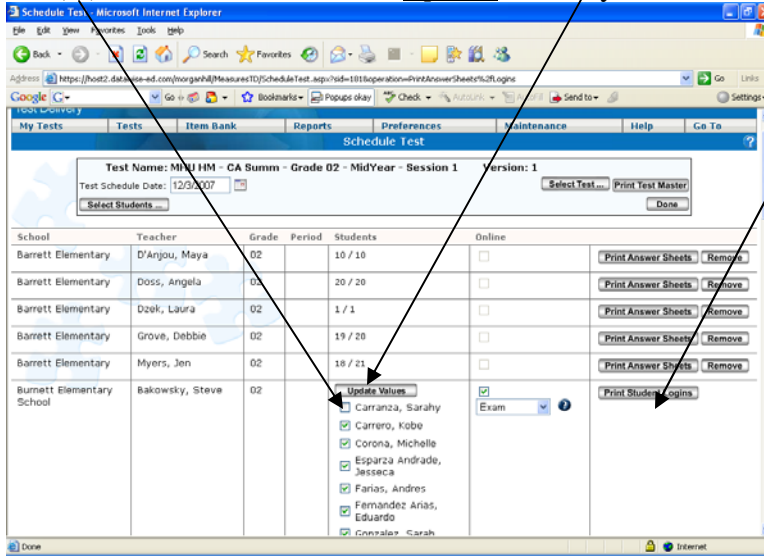 Schedule Test - Microsoft Internet Explorer
File Edit View Favorites Tools Help
Back Search Favorites
Address https://host2.datawise-ed.com/morganhill/MeasuresTD/ScheduleTest.aspx?sid=1018operation=PrintAnswerSheets%2fLogins Go Links
Google G Go Bookmarks Popups okay Check AutoLink AutoFill Send to Settings
Test Delivery
My Tests Tests Item Bank Reports Preferences Maintenance Help Go To
Schedule Test ?
Test Name: MHU HM - CA Summ - Grade 02 - MidYear - Session 1 Version: 1
Test Schedule Date: 12/3/2007 Select Test ... Print Test Master
Select Students ... Done
School Teacher Grade Period Students Online
Barrett Elementary D'Anjou, Maya 02 10 / 10 Print Answer Sheets Remove
Barrett Elementary Doss, Angela 02 20 / 20 Print Answer Sheets Remove
Barrett Elementary Dzek, Laura 02 1 / 1 Print Answer Sheets Remove
Barrett Elementary Grove, Debbie 02 19 / 20 Print Answer Sheets Remove
Barrett Elementary Myers, Jen 02 18 / 21 Print Answer Sheets Remove
Burnett Elementary School Bakowsky, Steve 02 Update Values Print Student Logins
Carranza, Sarahy Exam ?
Carrero, Kobe
Corona, Michelle
Esparza Andrade,
Jesseca
Farias, Andres
Fernandez Arias,
Eduardo
Gonzalez, Sarah
Done Internet